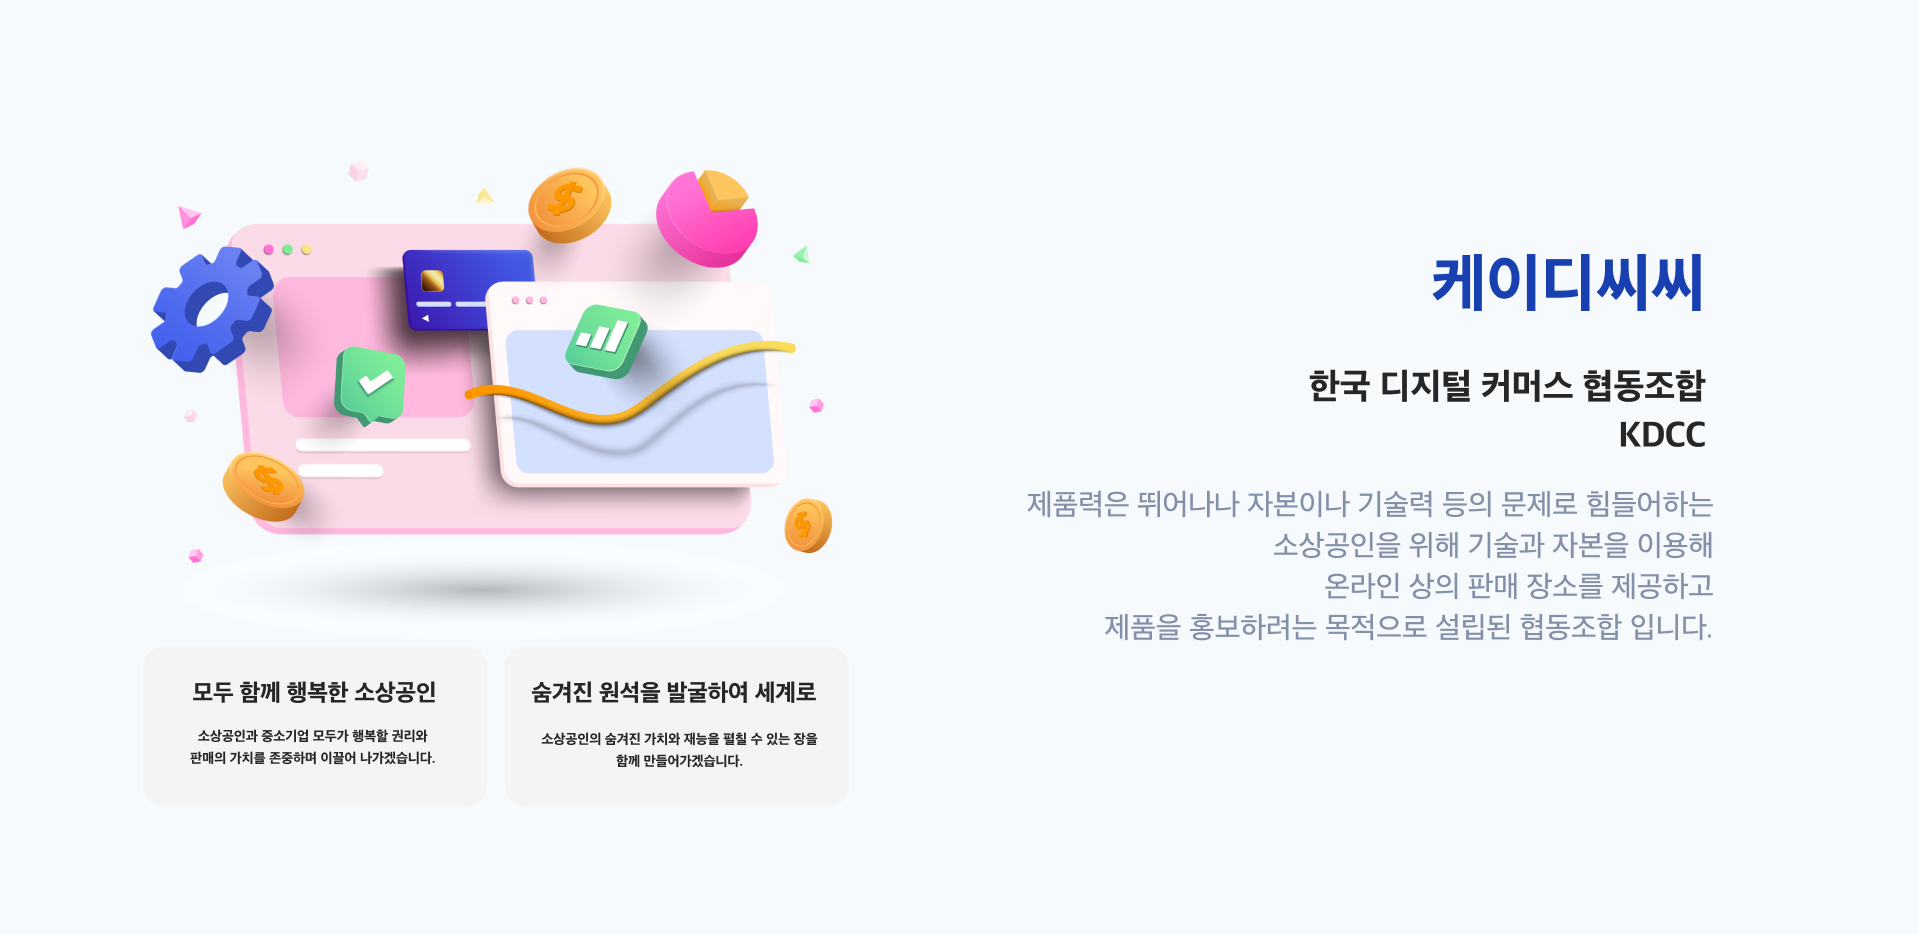 케이디씨씨
한국 디지털 커머스 협동조합
KDCC
제품력은 뛰어나나 자본이나 기술력 등의 문제로 힘들어하는
소상공인을 위해 기술과 자본을 이용해
온라인 상의 판매 장소를 제공하고
제품을 홍보하려는 목적으로 설립된 협동조합 입니다.
모두 함께 행복한 소상공인
소상공인과 중소기업 모두가 행복할 권리와
판매의 가치를 존중하며 이끌어 나가겠습니다.
숨겨진 원석을 발굴하여 세계로
소상공인의 숨겨진 가치와 재능을 펼칠 수 있는 장을
함께 만들어가겠습니다.